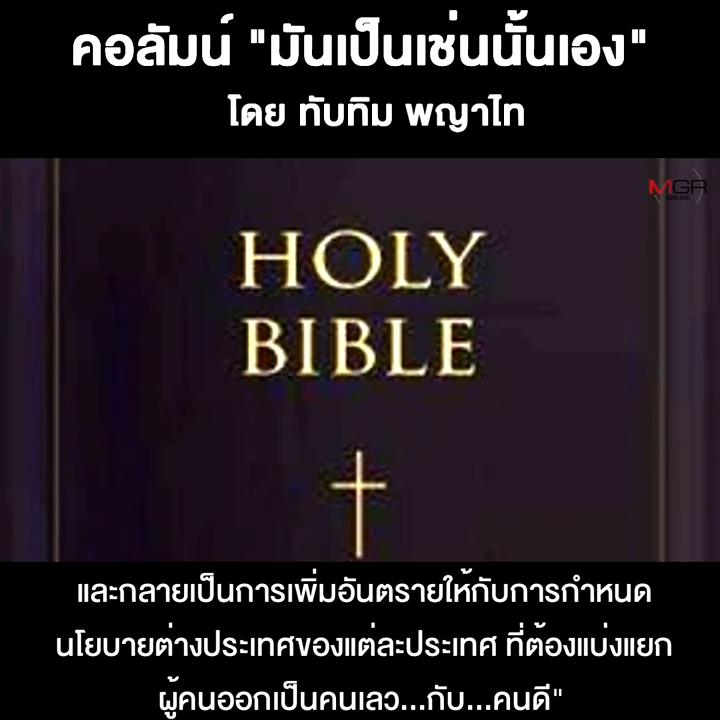 คอลัมน์ "มันเป็นเช่นนั้นเอง"
โดย ทับทิม พญาไท
MGR
ONLINE
HOLY
BIBLE
และกลายเป็นการเพิ่มอันตรายให้กับการกำหนด
นโยบายต่างประเทศของแต่ละประเทศ ที่ต้องแบ่งแยก
ผู้คนออกเป็นคนเลว...กับ...คนดี"